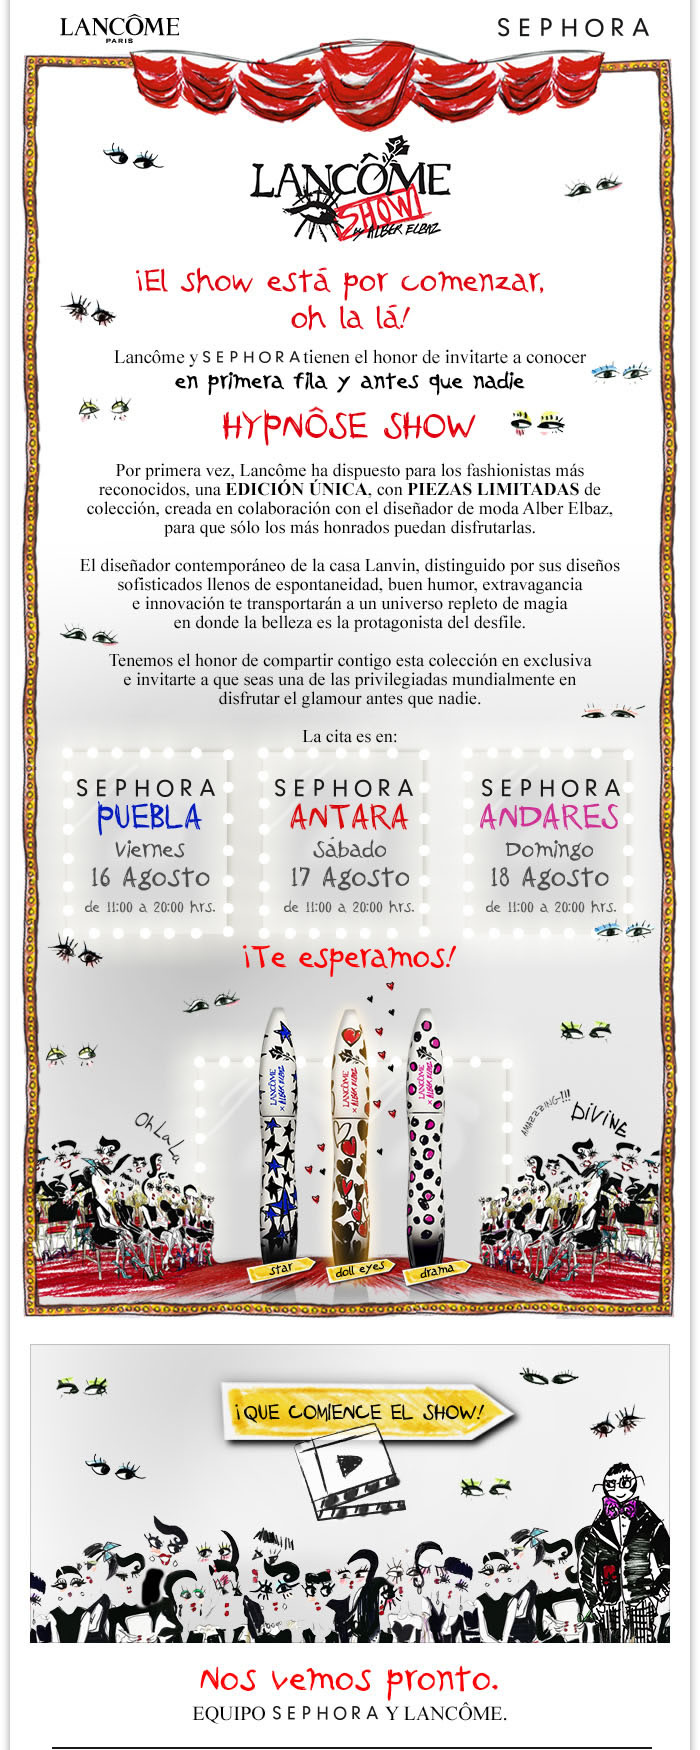 LANCÔME
PARIS
SEPHORA
LANCÔME
SHOW!
by ALBER ELBAZ
¡El show está por comenzar,
oh la lá!
Lancôme y SEPHORA tienen el honor de invitarte a conocer
en primera fila y antes que nadie
HYPNÔSE SHOW
Por primera vez, Lancôme ha dispuesto para los fashionistas más
reconocidos, una EDICIÓN ÚNICA, con PIEZAS LIMITADAS de
colección, creada en colaboración con el diseñador de moda Alber Elbaz,
para que sólo los más honrados puedan disfrutarlas.
El diseñador contemporáneo de la casa Lanvin, distinguido por sus diseños
sofisticados llenos de espontaneidad, buen humor, extravagancia
e innovación te transportarán a un universo repleto de magia
en donde la belleza es la protagonista del desfile.
Tenemos el honor de compartir contigo esta colección en exclusiva
e invitarte a que seas una de las privilegiadas mundialmente en
disfrutar el glamour antes que nadie.
La cita es en:
SEPHORA
PUEBLA
Viernes
16 Agosto
de 11:00 a 20:00 hrs.
SEPHORA
ANTARA
Sábado
17 Agosto
de 11:00 a 20:00 hrs.
SEPHORA
ANDARES
Domingo
18 Agosto
de 11:00 a 20:00 hrs.
¡Te esperamos!
LANCÔME
x ALBER ELBAZ
LANCÔME
x ALBER ELBAZ
LANCÔME
x ALBER ELBAZ
Oh La La
AMAZZZING!!!
DIVINE
star
doll eyes
drama
¡QUE COMIENCE EL SHOW!
Nos vemos pronto.
EQUIPO SEPHORA Y LANCÔME.